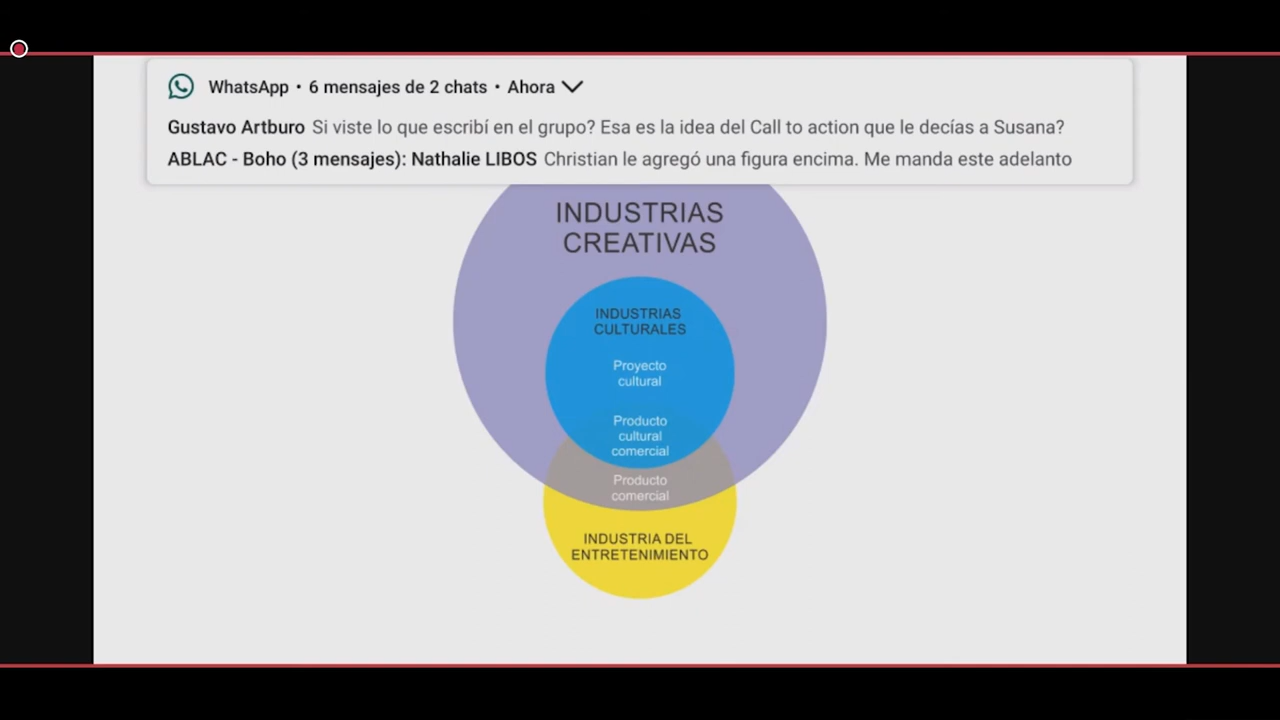 WhatsApp • 6 mensajes de 2 chats • Ahora
Gustavo Artburo Si viste lo que escribí en el grupo? Esa es la idea del Call to action que le decías a Susana?
ABLAC - Boho (3 mensajes): Nathalie LIBOS Christian le agregó una figura encima. Me manda este adelanto
INDUSTRIAS
CREATIVAS
INDUSTRIAS
CULTURALES
Proyecto
cultural
Producto
cultural
comercial
Producto
comercial
INDUSTRIA DEL
ENTRETENIMIENTO